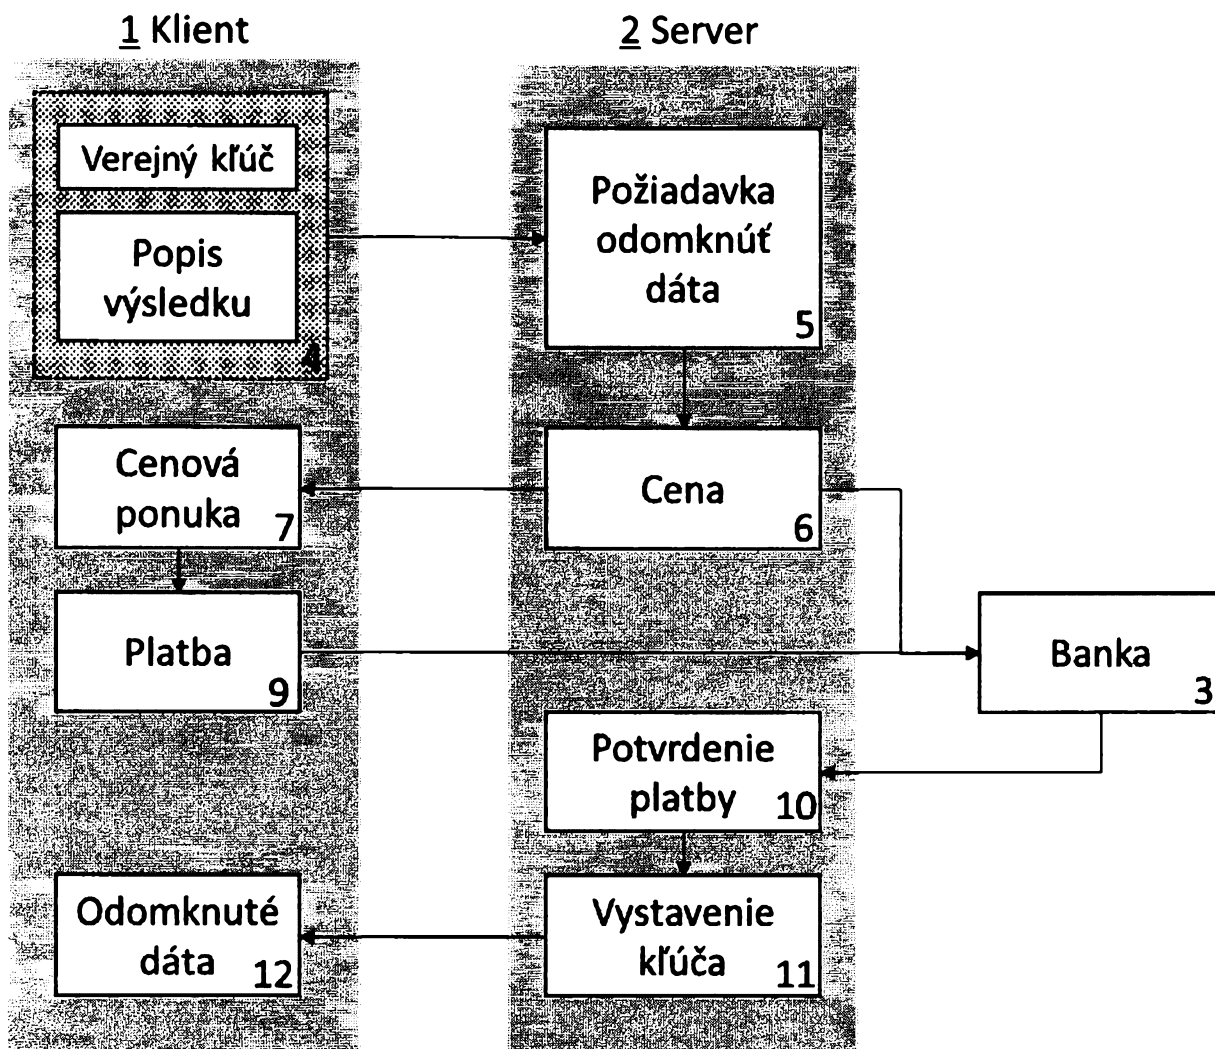 1 Klient
2 Server
Verejný kľúč
Popis
výsledku
4
Požiadavka
odomknúť
dáta
5
Cenová
ponuka
7
Cena
6
Platba
9
Banka
3
Potvrdenie
platby
10
Odomknuté
dáta
12
Vystavenie
kľúča
11